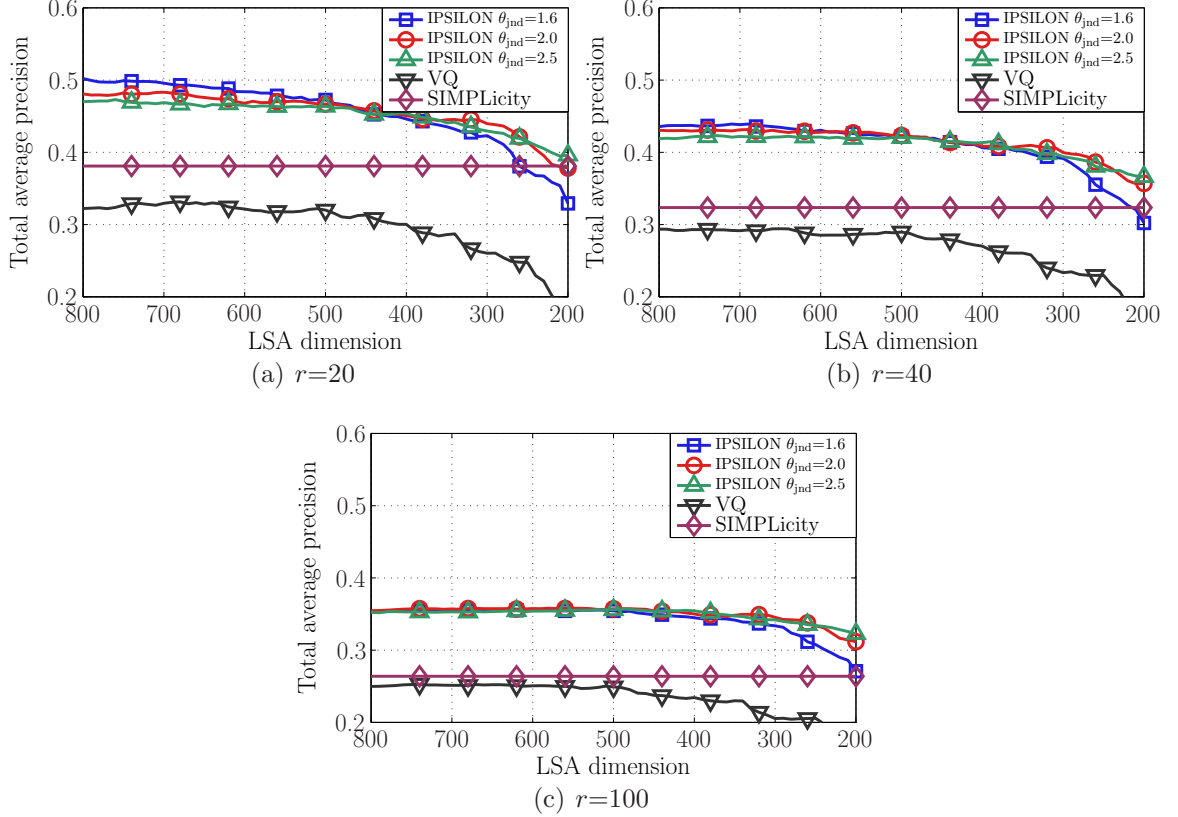 IPSILON θjnd=1.6
IPSILON θjnd=2.0
IPSILON θjnd=2.5
VQ
SIMPLicity
Total average precision
0.5
0.4
0.3
0.2
800 700 600 500 400 300 200
LSA dimension
(a) r=20
0.6
IPSILON θjnd=1.6
IPSILON θjnd=2.0
IPSILON θjnd=2.5
VQ
SIMPLicity
Total average precision
0.5
0.4
0.3
0.2
800 700 600 500 400 300 200
LSA dimension
(b) r=40
0.6
IPSILON θjnd=1.6
IPSILON θjnd=2.0
IPSILON θjnd=2.5
VQ
SIMPLicity
Total average precision
0.5
0.4
0.3
0.2
800 700 600 500 400 300 200
LSA dimension
(c) r=100